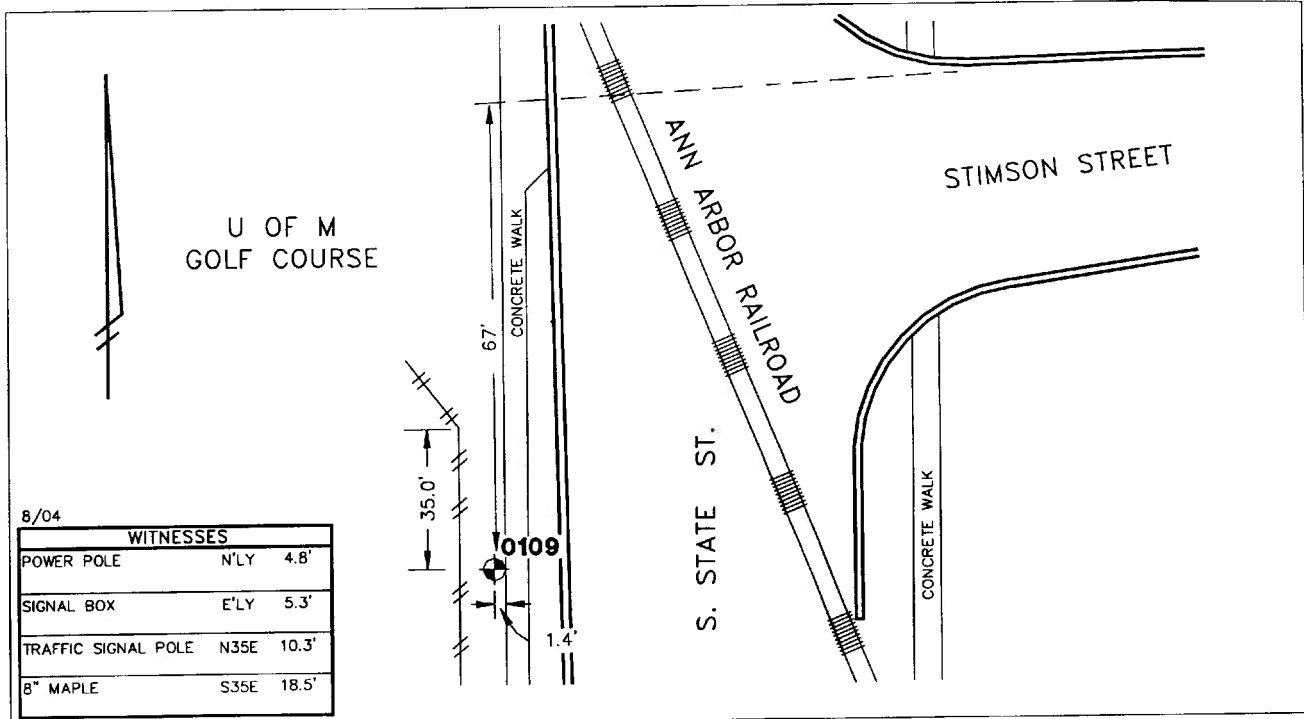 U OF M
GOLF COURSE
67'
CONCRETE WALK
ANN ARBOR RAILROAD
STIMSON STREET
35.0'
0109
1.4'
S. STATE ST.
CONCRETE WALK
8/04
WITNESSES
POWER POLE N'LY 4.8'
SIGNAL BOX E'LY 5.3'
TRAFFIC SIGNAL POLE N35E 10.3'
8" MAPLE S35E 18.5'